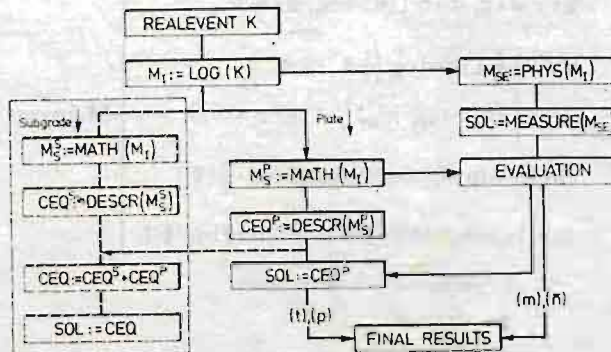 REALEVENT K
M_I := LOG (K)
M_SE := PHYS(M_I)
SOL := MEASURE(M_SE
Subgrade
Plate
M_S^S := MATH (M_I)
M_S^P := MATH (M_I)
EVALUATION
CEQ^S := DESCR(M_S^S)
CEQ^P := DESCR(M_S^P)
CEQ := CEQ^S + CEQ^P
SOL := CEQ^P
SOL := CEQ
(t),(p)
(m),(n̄)
FINAL RESULTS